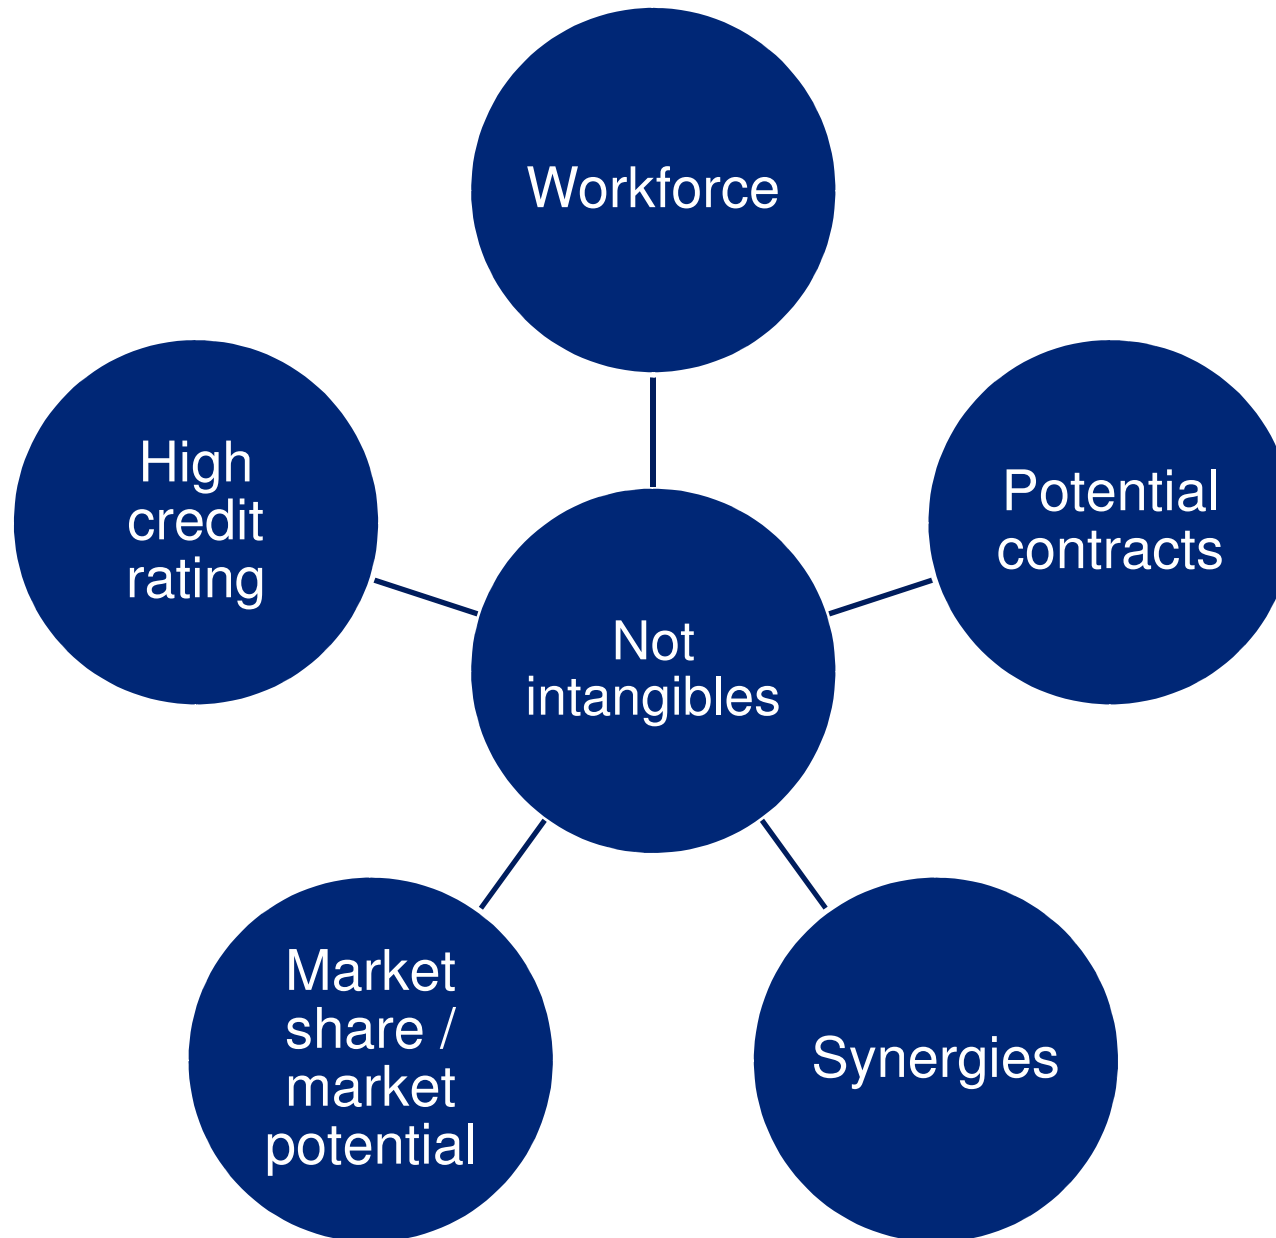 Workforce
High
credit
rating
Potential
contracts
Not
intangibles
Market
share /
market
potential
Synergies